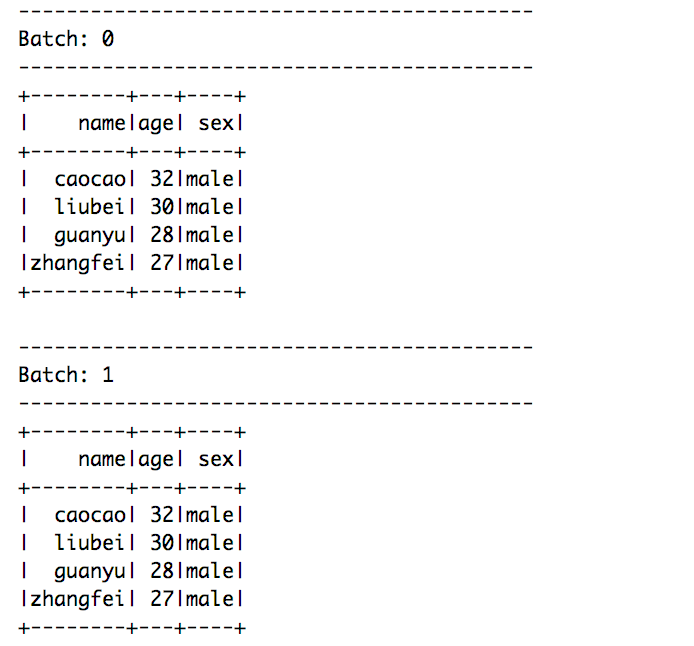 -------------------------------------------
Batch: 0
-------------------------------------------
+--------+---+----+
|    name|age| sex|
+--------+---+----+
|  caocao| 32|male|
|  liubei| 30|male|
|  guanyu| 28|male|
|zhangfei| 27|male|
+--------+---+----+

-------------------------------------------
Batch: 1
-------------------------------------------
+--------+---+----+
|    name|age| sex|
+--------+---+----+
|  caocao| 32|male|
|  liubei| 30|male|
|  guanyu| 28|male|
|zhangfei| 27|male|
+--------+---+----+